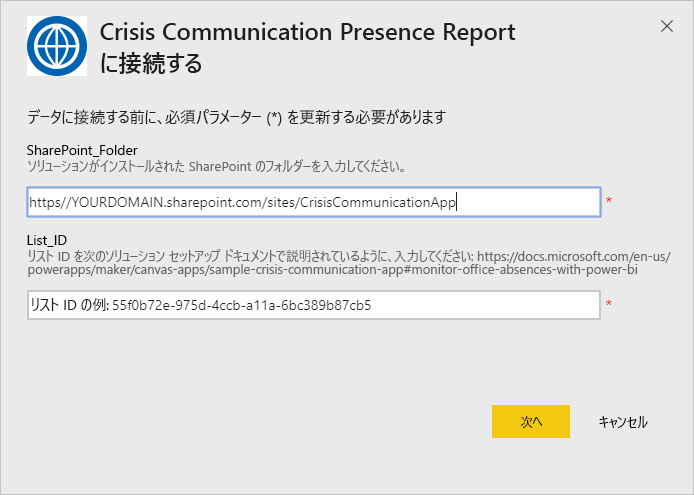 Crisis Communication Presence Report
に接続する
データに接続する前に、必須パラメーター (*) を更新する必要があります
SharePoint_Folder
ソリューションがインストールされた SharePoint のフォルダーを入力してください。
https//YOURDOMAIN.sharepoint.com/sites/CrisisCommunicationApp
*
List_ID
リスト ID を次のソリューション セットアップ ドキュメントで説明されているように、入力してください: https://docs.microsoft.com/en-us/
powerapps/maker/canvas-apps/sample-crisis-communication-app#monitor-office-absences-with-power-bi
リスト ID の例: 55f0b72e-975d-4ccb-a11a-6bc389b87cb5
*
次へ
キャンセル